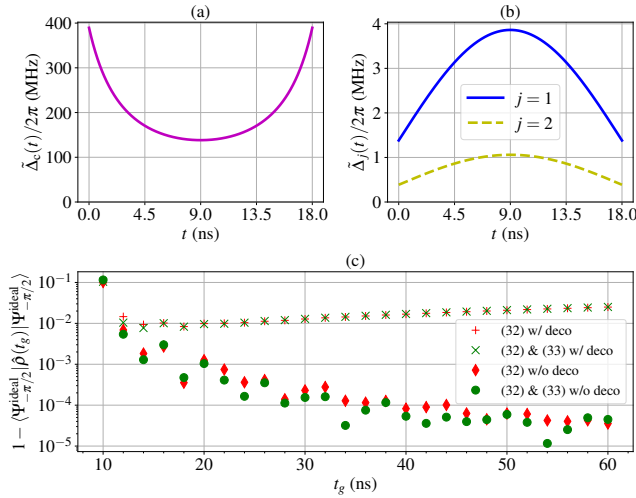 (a)
(b)
400
300
200
100
0
Δ̃c(t)/2π (MHz)
0.0 4.5 9.0 13.5 18.0
t (ns)
4
3
2
1
0
Δ̃j(t)/2π (MHz)
j = 1
j = 2
0.0 4.5 9.0 13.5 18.0
t (ns)
(c)
10⁻¹
10⁻²
10⁻³
10⁻⁴
10⁻⁵
1 − ⟨Ψ^ideal_−π/2|ρ̂(t_g)|Ψ^ideal_−π/2⟩
(32) w/ deco
(32) & (33) w/ deco
(32) w/o deco
(32) & (33) w/o deco
10 20 30 40 50 60
t_g (ns)